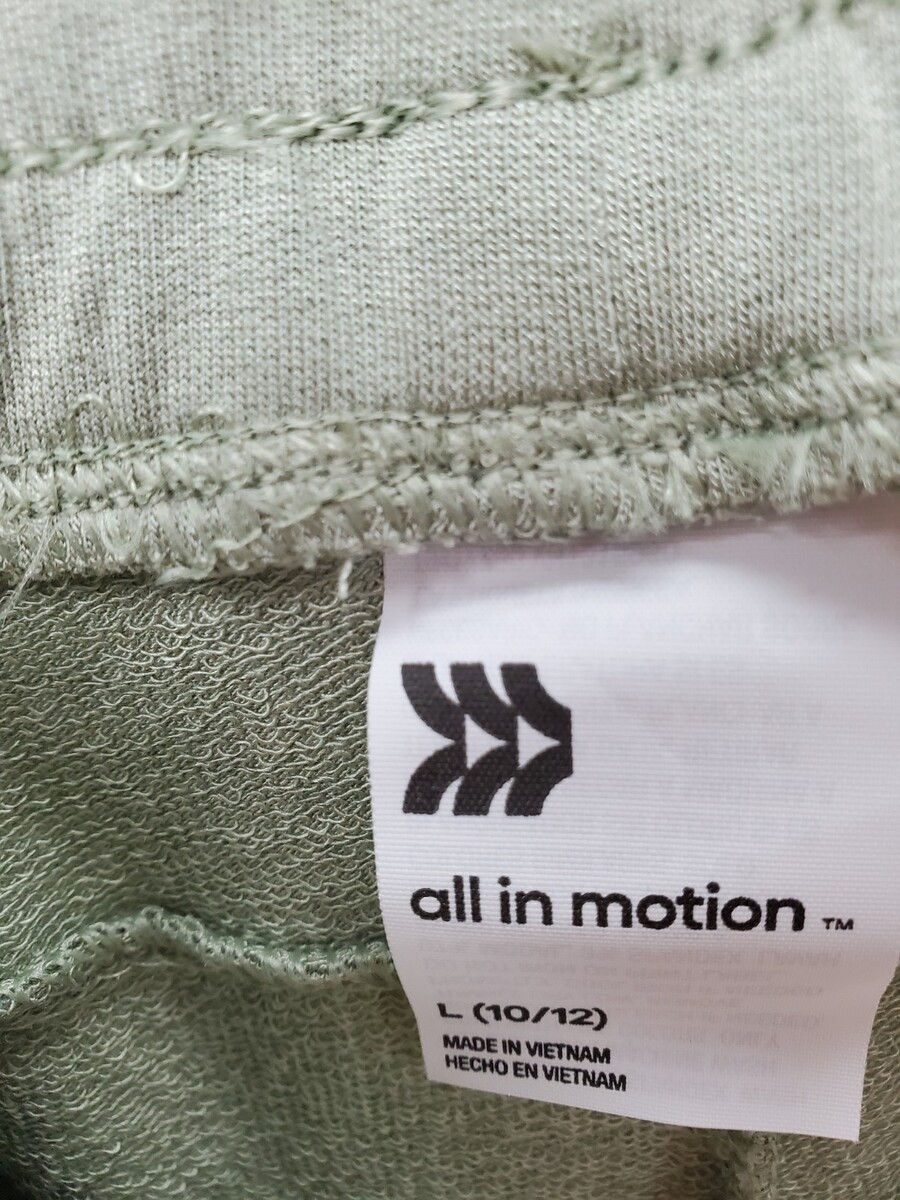 all in motion ™
L (10/12)
MADE IN VIETNAM
HECHO EN VIETNAM